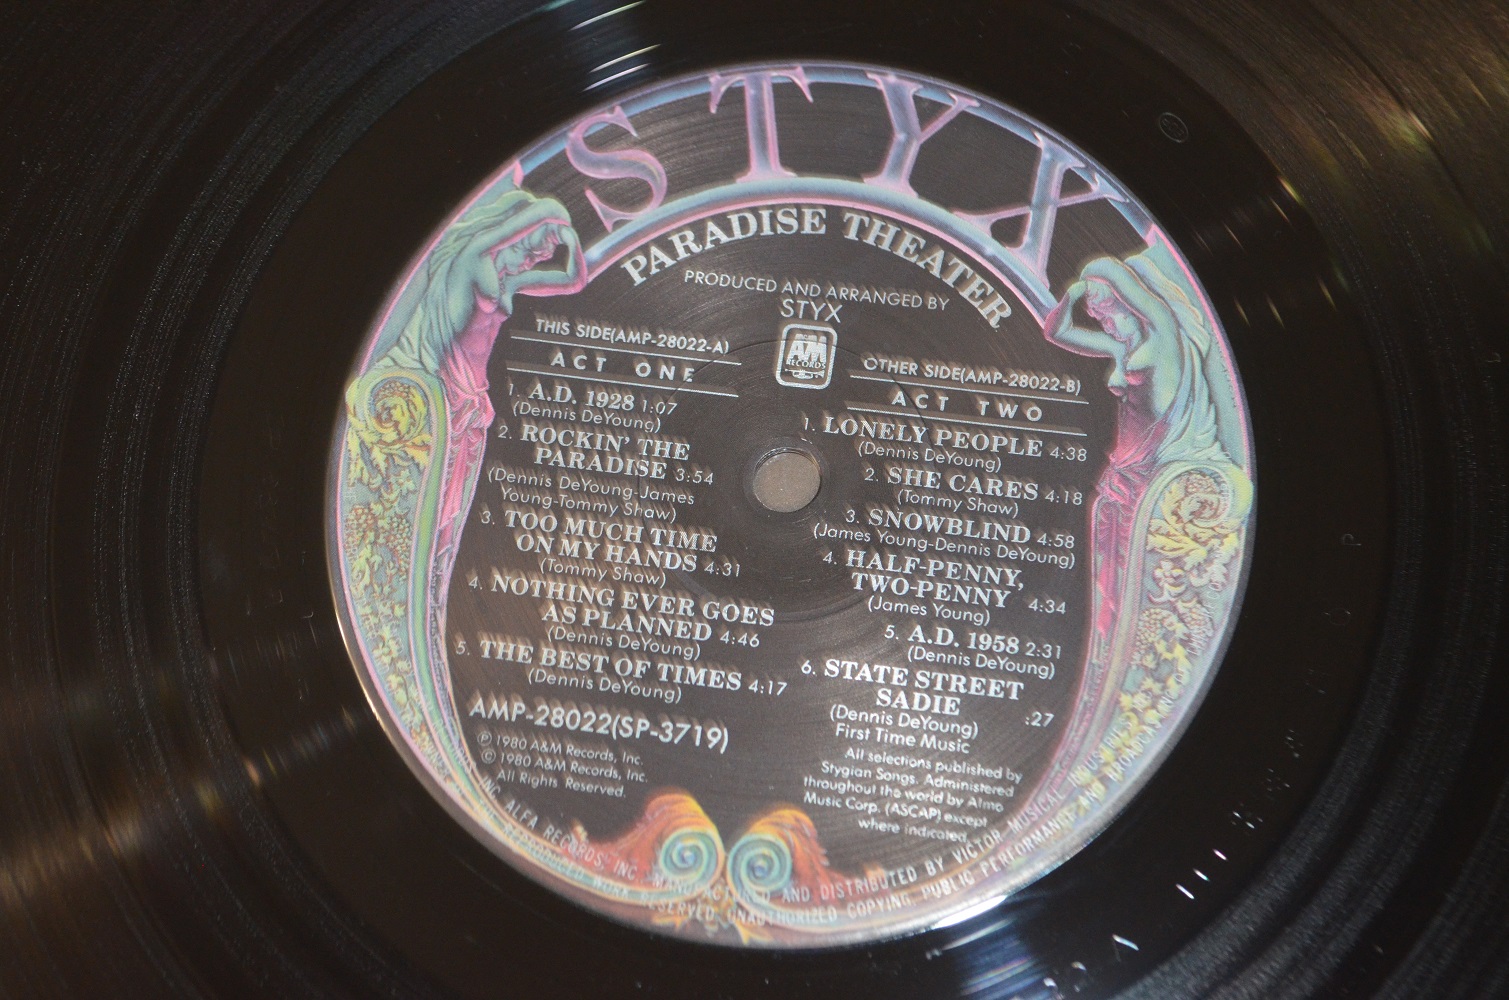 STYX
PARADISE THEATER
PRODUCED AND ARRANGED BY
STYX
A&M
RECORDS
THIS SIDE(AMP-28022-A)
ACT ONE
1. A.D. 1928 1:07
(Dennis DeYoung)
2. ROCKIN' THE
PARADISE 3:54
(Dennis DeYoung-James
Young-Tommy Shaw)
3. TOO MUCH TIME
ON MY HANDS 4:31
(Tommy Shaw)
4. NOTHING EVER GOES
AS PLANNED 4:46
(Dennis DeYoung)
5. THE BEST OF TIMES 4:17
(Dennis DeYoung)
AMP-28022(SP-3719)
℗ 1980 A&M Records, Inc.
© 1980 A&M Records, Inc.
All Rights Reserved.
OTHER SIDE(AMP-28022-B)
ACT TWO
1. LONELY PEOPLE 4:38
(Dennis DeYoung)
2. SHE CARES 4:18
(Tommy Shaw)
3. SNOWBLIND 4:58
(James Young-Dennis DeYoung)
4. HALF-PENNY,
TWO-PENNY 4:34
(James Young)
5. A.D. 1958 2:31
(Dennis DeYoung)
6. STATE STREET
SADIE :27
(Dennis DeYoung)
First Time Music
All selections published by
Stygian Songs. Administered
throughout the world by Almo
Music Corp. (ASCAP) except
where indicated.
ALFA RECORDS, INC. MANUFACTURED AND DISTRIBUTED BY VICTOR MUSICAL INDUSTRIES
REPRODUCED WORK RESERVED. UNAUTHORIZED COPYING, PUBLIC PERFORMANCE AND BROADCASTING OF